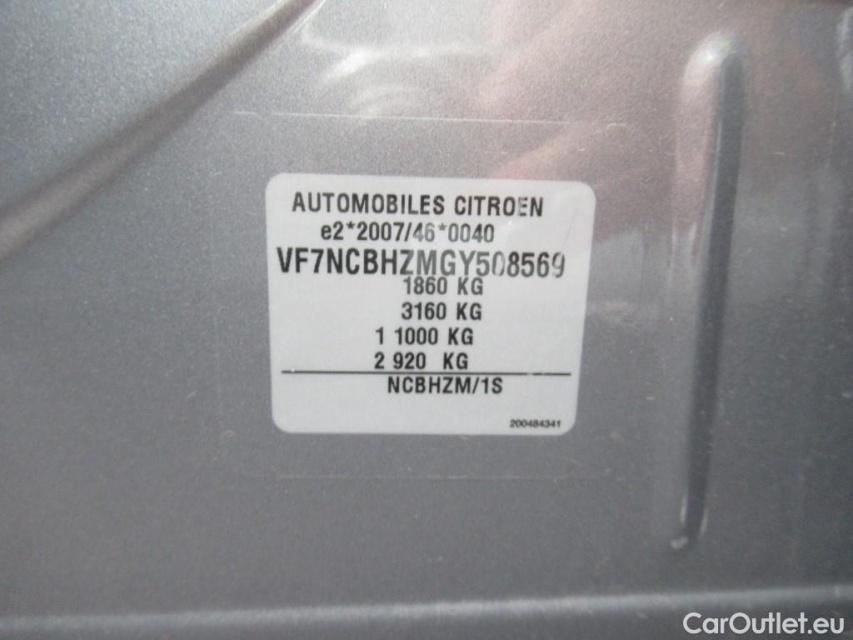 AUTOMOBILES CITROEN
e2*2007/46*0040
VF7NCBHZMGY508569
1860 KG
3160 KG
1 1000 KG
2 920 KG
NCBHZM/1S
200484341
CarOutlet.eu